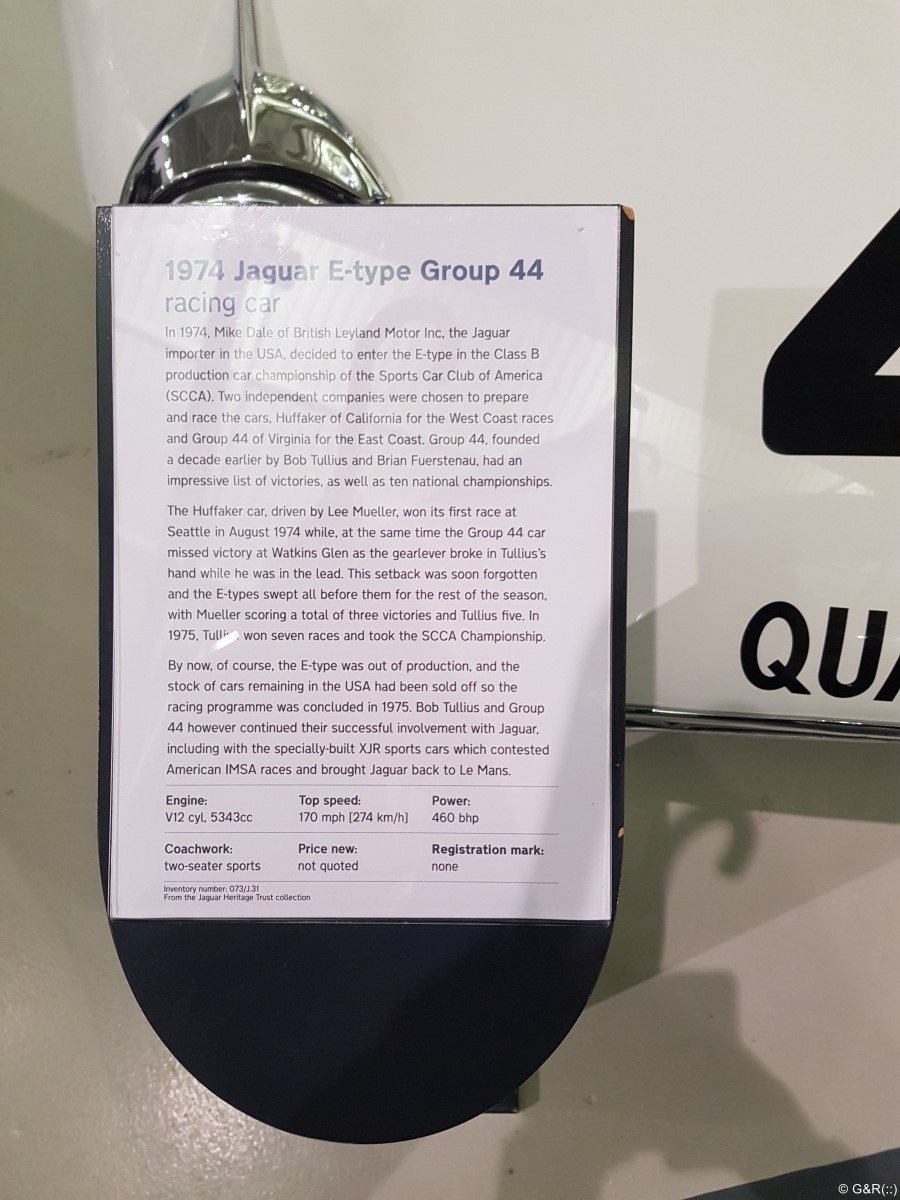 1974 Jaguar E-type Group 44
racing car
In 1974, Mike Dale of British Leyland Motor Inc, the Jaguar
importer in the USA, decided to enter the E-type in the Class B
production car championship of the Sports Car Club of America
(SCCA). Two independent companies were chosen to prepare
and race the cars, Huffaker of California for the West Coast races
and Group 44 of Virginia for the East Coast. Group 44, founded
a decade earlier by Bob Tullius and Brian Fuerstenau, had an
impressive list of victories, as well as ten national championships.
The Huffaker car, driven by Lee Mueller, won its first race at
Seattle in August 1974 while, at the same time the Group 44 car
missed victory at Watkins Glen as the gearlever broke in Tullius's
hand while he was in the lead. This setback was soon forgotten
and the E-types swept all before them for the rest of the season,
with Mueller scoring a total of three victories and Tullius five. In
1975, Tullius won seven races and took the SCCA Championship.
By now, of course, the E-type was out of production, and the
stock of cars remaining in the USA had been sold off so the
racing programme was concluded in 1975. Bob Tullius and Group
44 however continued their successful involvement with Jaguar,
including with the specially-built XJR sports cars which contested
American IMSA races and brought Jaguar back to Le Mans.
Engine: Top speed: Power:
V12 cyl, 5343cc 170 mph [274 km/h] 460 bhp
Coachwork: Price new: Registration mark:
two-seater sports not quoted none
Inventory number: 073/J.31
From the Jaguar Heritage Trust collection
4
QUA
© G&R(::)